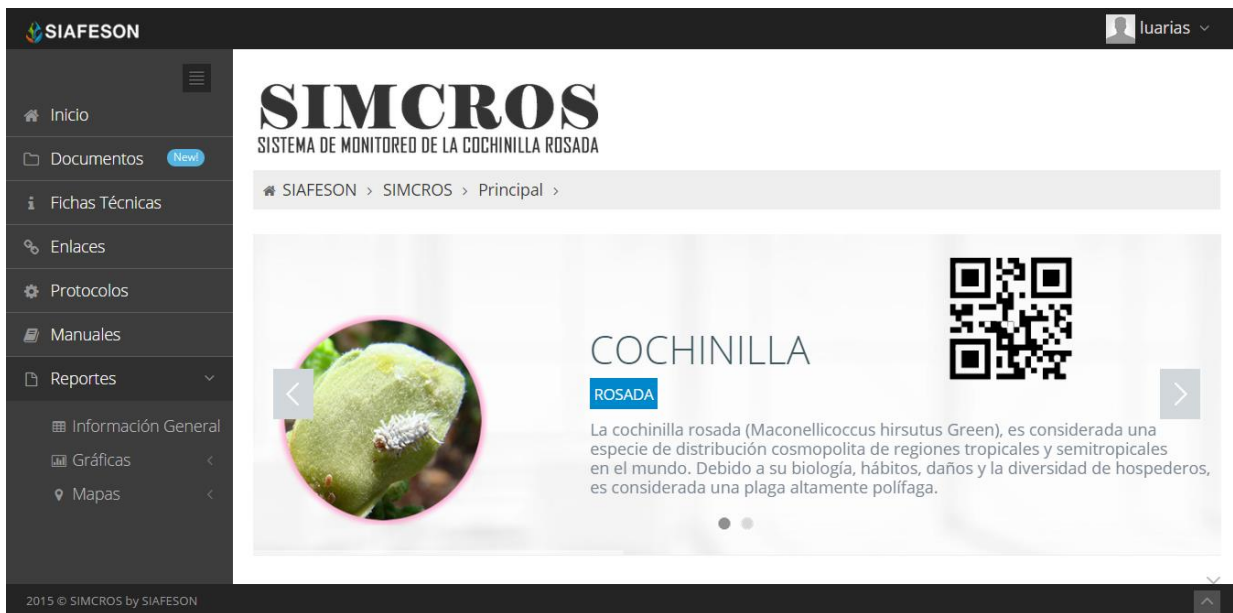 SIAFESON
luarias
Inicio
Documentos New!
Fichas Técnicas
Enlaces
Protocolos
Manuales
Reportes
Información General
Gráficas
Mapas
SIMCROS
SISTEMA DE MONITOREO DE LA COCHINILLA ROSADA
SIAFESON > SIMCROS > Principal >
COCHINILLA
ROSADA
La cochinilla rosada (Maconellicoccus hirsutus Green), es considerada una
especie de distribución cosmopolita de regiones tropicales y semitropicales
en el mundo. Debido a su biología, hábitos, daños y la diversidad de hospederos,
es considerada una plaga altamente polífaga.
2015 © SIMCROS by SIAFESON